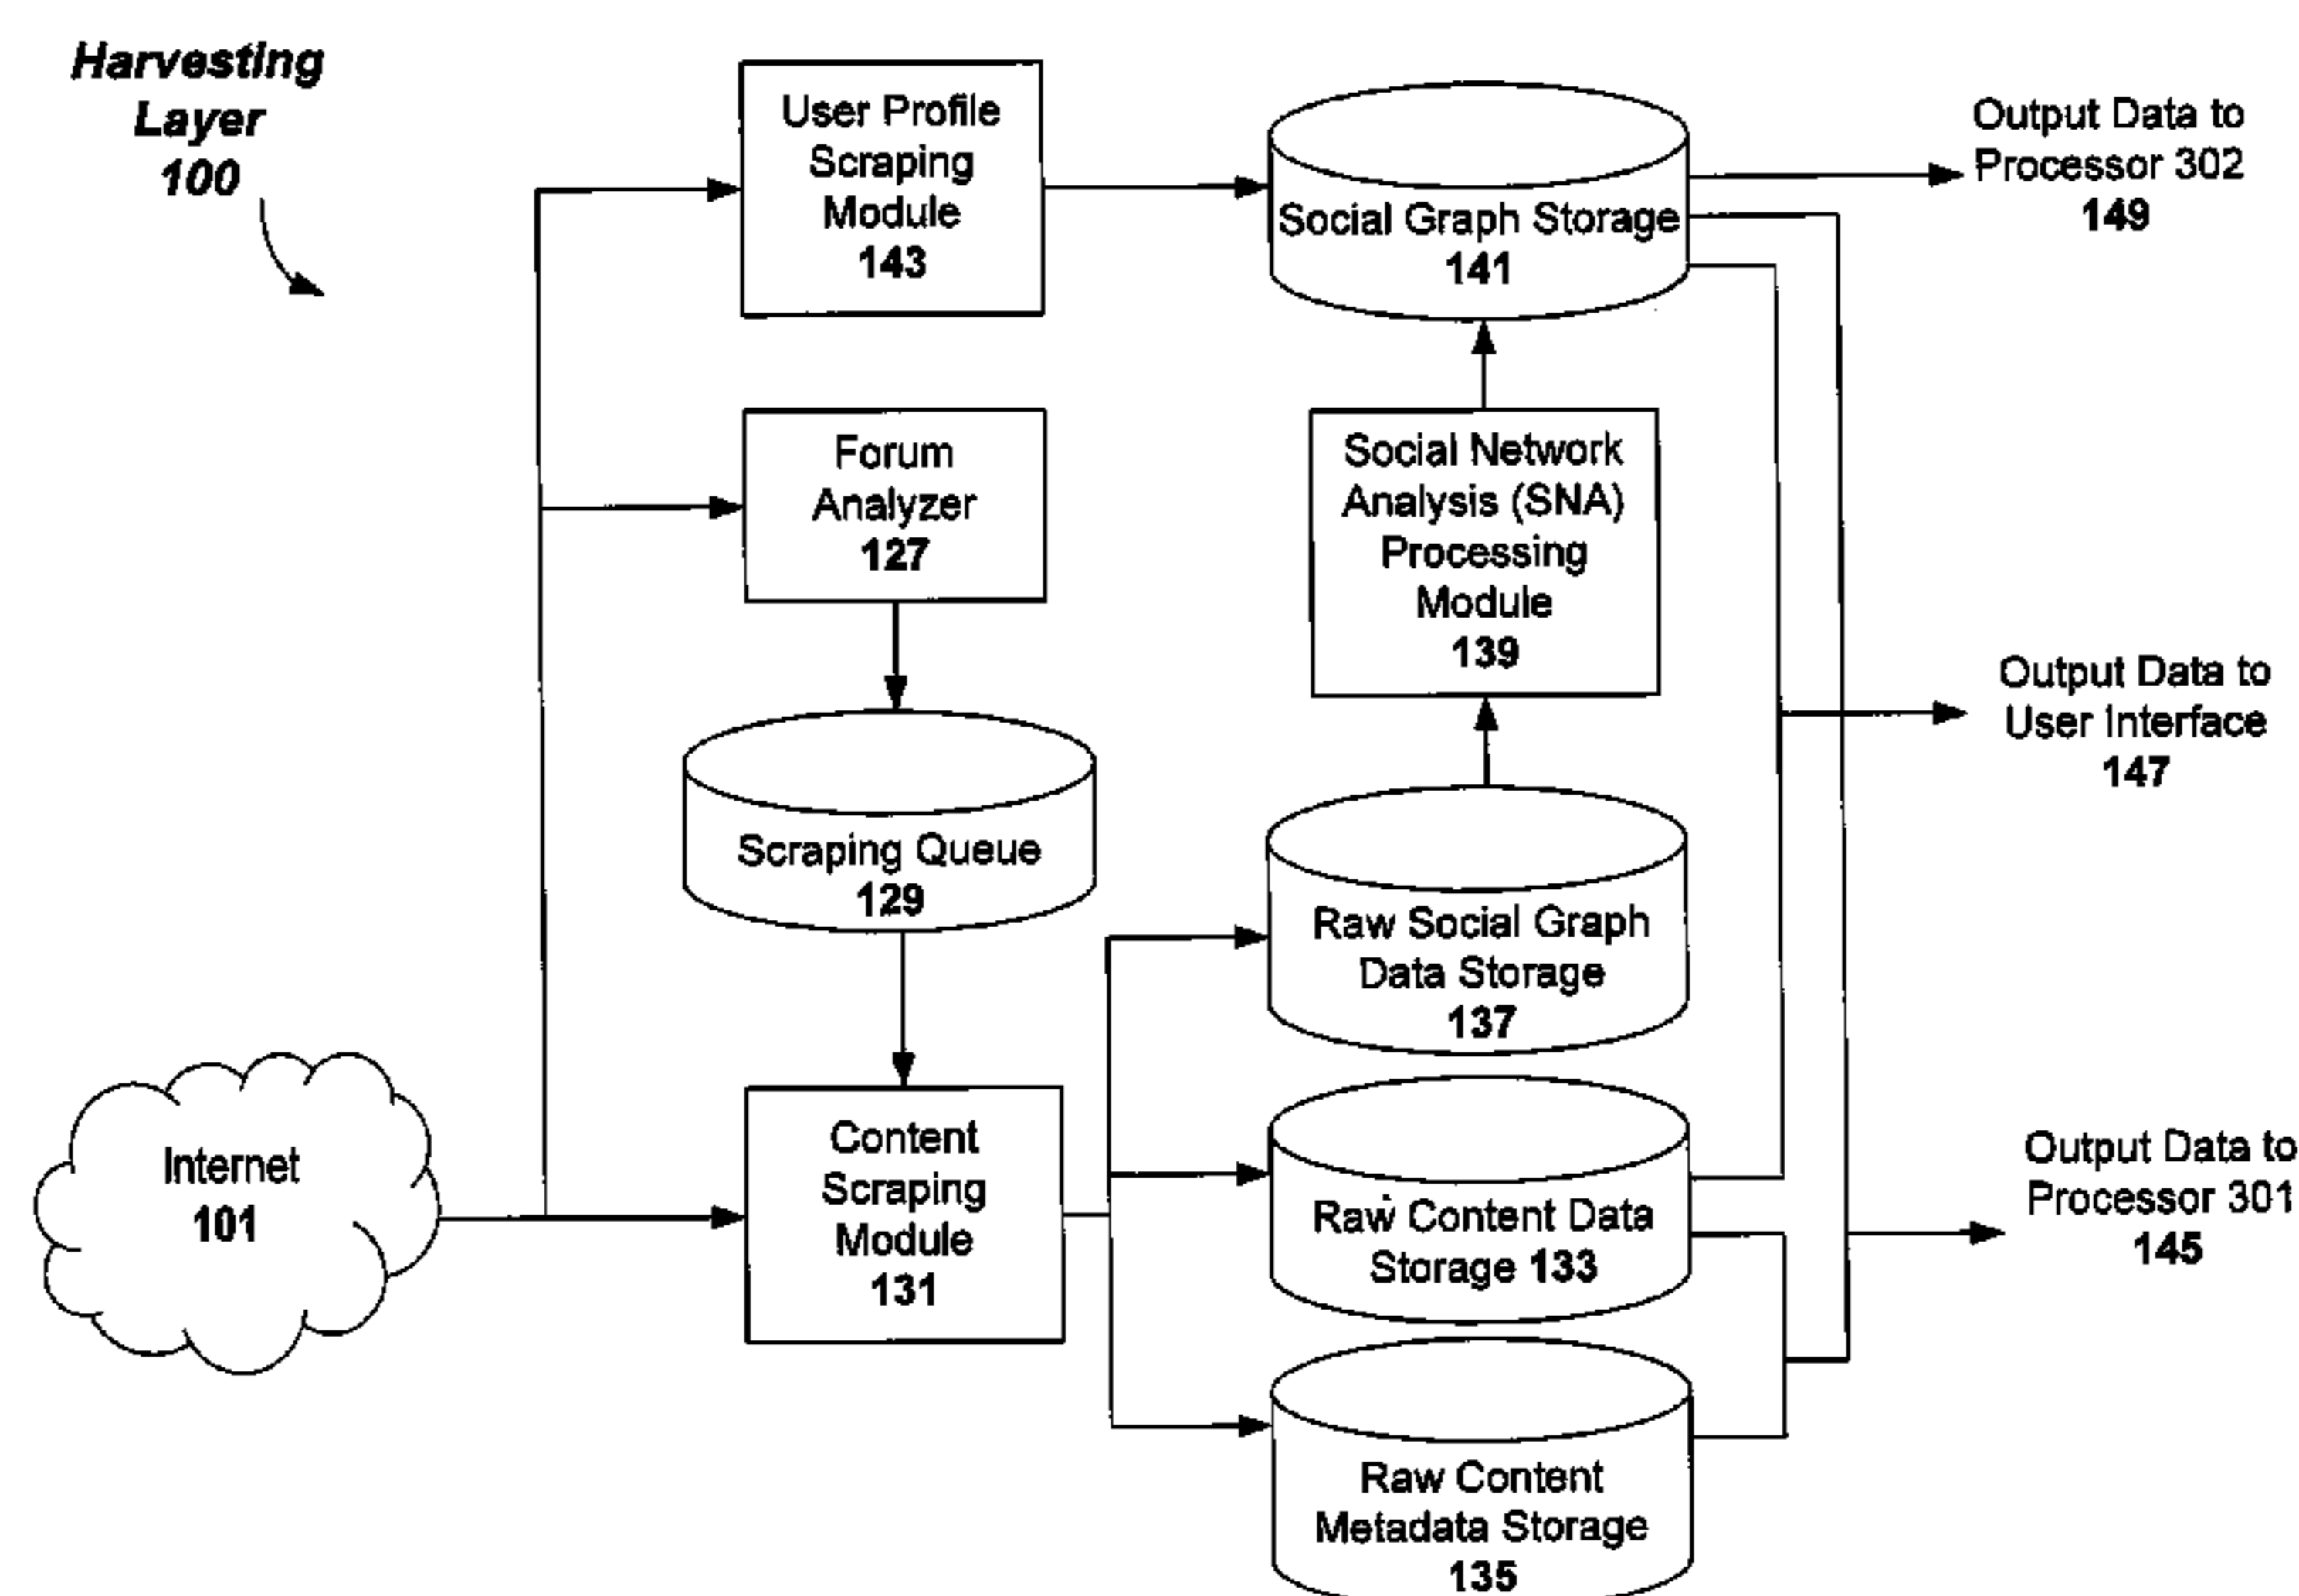 Harvesting
Layer
100
User Profile
Scraping
Module
143
Social Graph Storage
141
Output Data to
Processor 302
149
Forum
Analyzer
127
Social Network
Analysis (SNA)
Processing
Module
139
Output Data to
User Interface
147
Scraping Queue
129
Raw Social Graph
Data Storage
137
Internet
101
Content
Scraping
Module
131
Raw Content Data
Storage 133
Output Data to
Processor 301
145
Raw Content
Metadata Storage
135